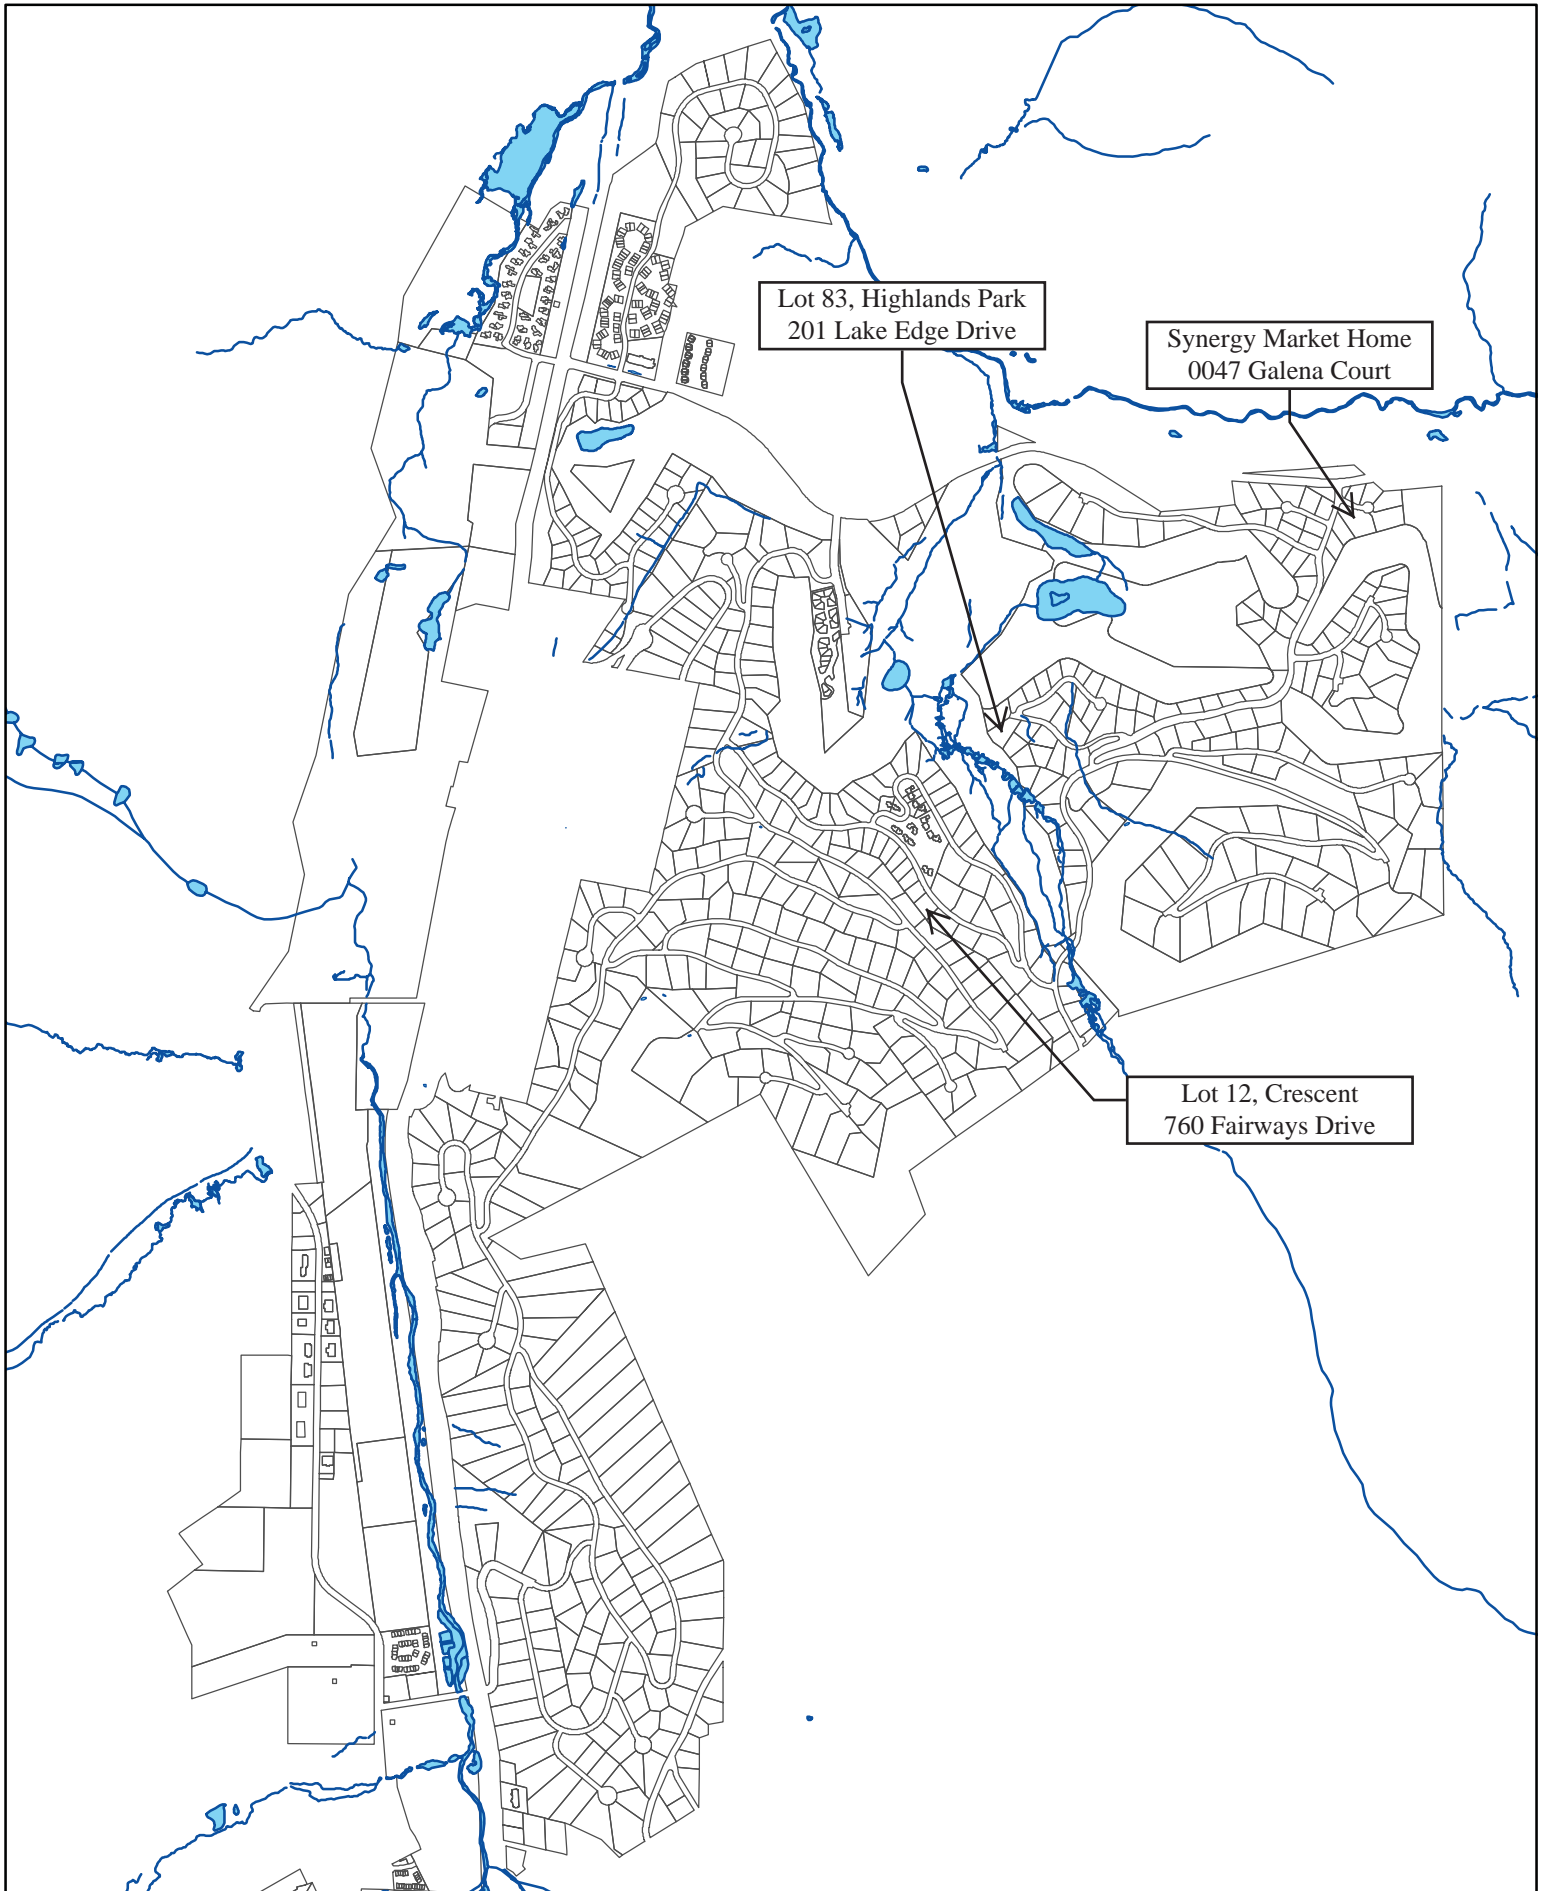 Lot 83, Highlands Park
201 Lake Edge Drive
Synergy Market Home
0047 Galena Court
Lot 12, Crescent
760 Fairways Drive